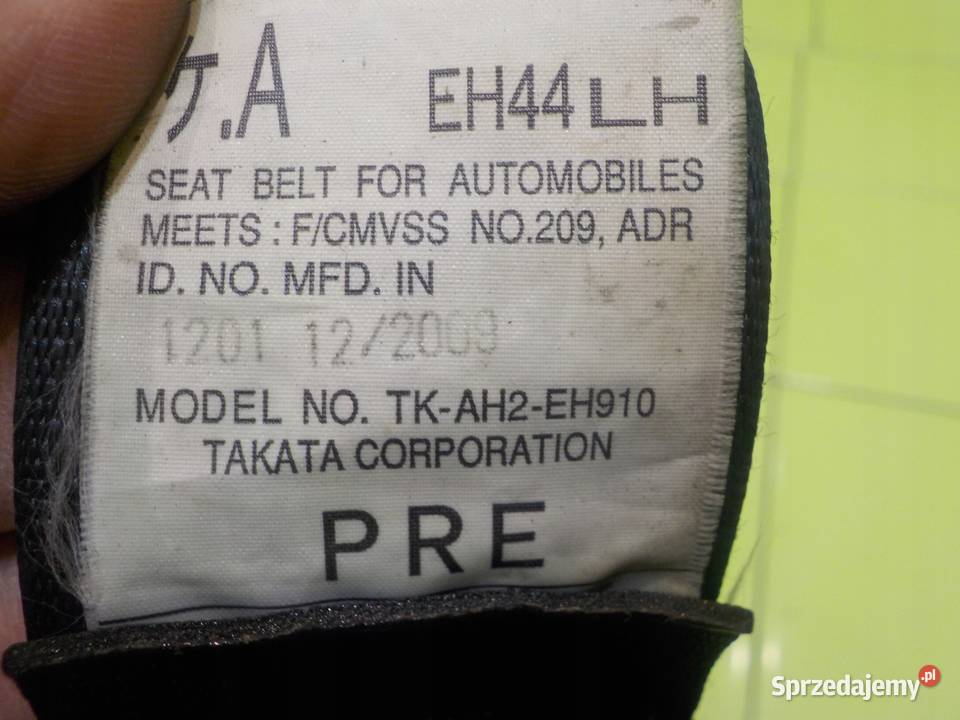 ケ.A EH44LH
SEAT BELT FOR AUTOMOBILES
MEETS : F/CMVSS NO.209, ADR
ID. NO. MFD. IN
1201 12/2009
MODEL NO. TK-AH2-EH910
TAKATA CORPORATION
PRE
Sprzedajemy.pl